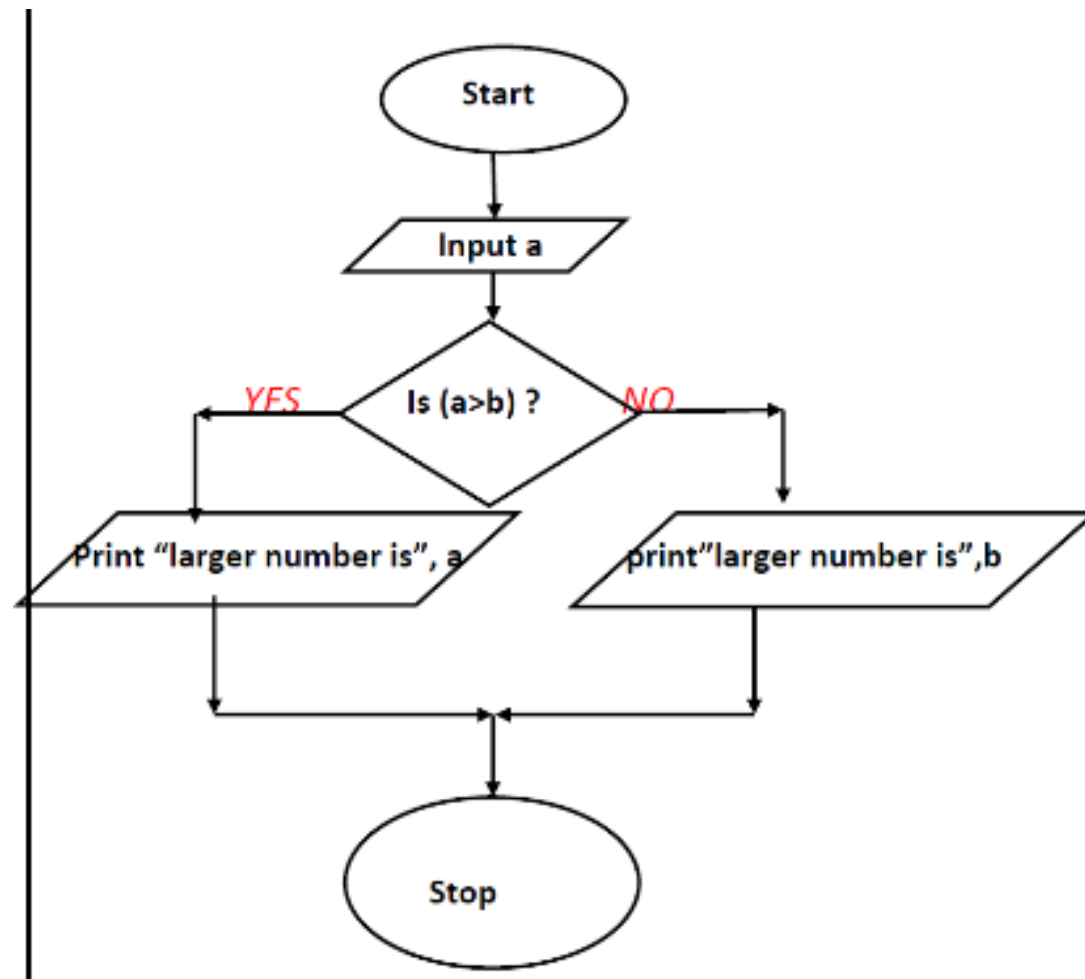 Start
Input a
Is (a>b) ?
YES
NO
Print “larger number is”, a
print”larger number is”,b
Stop